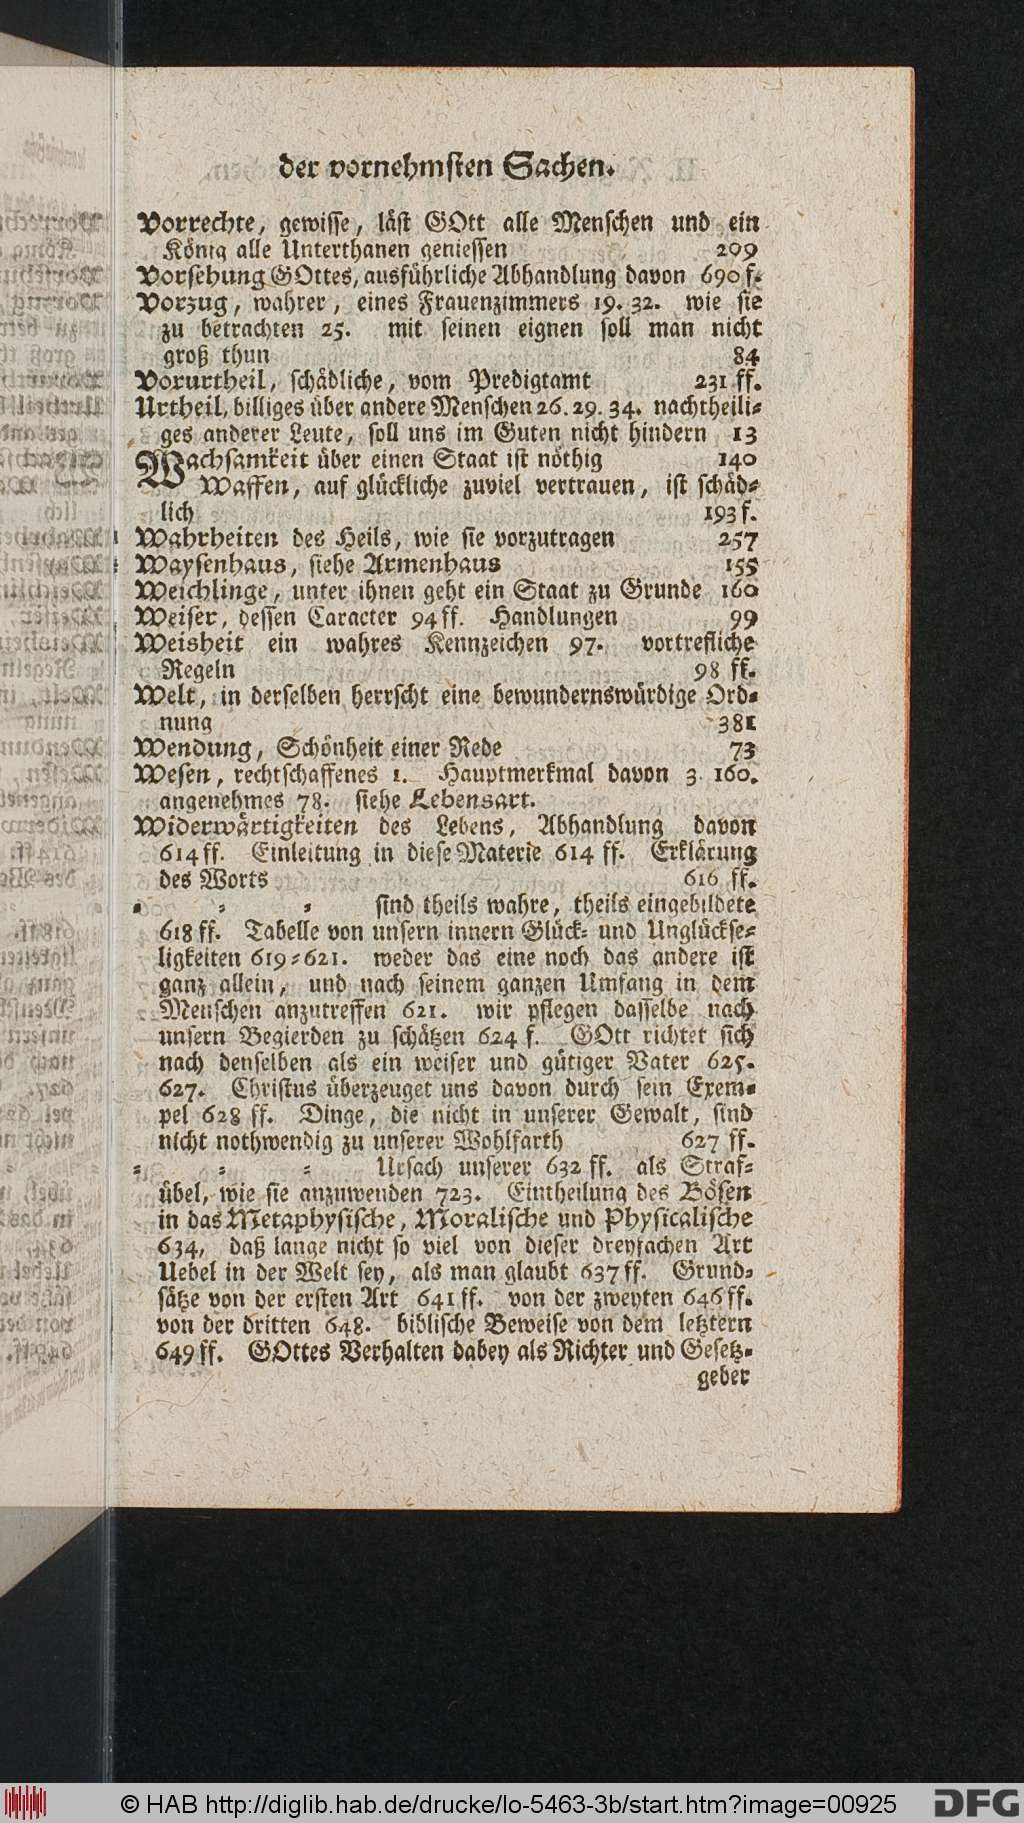 der vornehmsten Sachen.
Vorrechte, gewisse, läst GOtt alle Menschen und ein
König alle Unterthanen geniessen 209
Vorsehung GOttes, ausführliche Abhandlung davon 690 f.
Vorzug, wahrer, eines Frauenzimmers 19. 32. wie sie
zu betrachten 25. mit seinen eignen soll man nicht
groß thun 84
Vorurtheil, schädliche, vom Predigtamt 231 ff.
Urtheil, billiges über andere Menschen 26. 29. 34. nachtheili-
ges anderer Leute, soll uns im Guten nicht hindern 13
Wachsamkeit über einen Staat ist nöthig 140
Waffen, auf glückliche zuviel vertrauen, ist schäd-
lich 193 f.
Wahrheiten des Heils, wie sie vorzutragen 257
Waysenhaus, siehe Armenhaus 155
Weichlinge, unter ihnen geht ein Staat zu Grunde 160
Weiser, dessen Caracter 94 ff. Handlungen 99
Weisheit ein wahres Kennzeichen 97. vortrefliche
Regeln 98 ff.
Welt, in derselben herrscht eine bewundernswürdige Ord-
nung 381
Wendung, Schönheit einer Rede 73
Wesen, rechtschaffenes 1. Hauptmerkmal davon 3. 160.
angenehmes 78. siehe Lebensart.
Widerwärtigkeiten des Lebens, Abhandlung davon
614 ff. Einleitung in diese Materie 614 ff. Erklärung
des Worts 616 ff.
- - - sind theils wahre, theils eingebildete
618 ff. Tabelle von unsern innern Glück- und Unglückse-
ligkeiten 619-621. weder das eine noch das andere ist
ganz allein, und nach seinem ganzen Umfang in dem
Menschen anzutreffen 621. wir pflegen dasselbe nach
unsern Begierden zu schätzen 624 f. GOtt richtet sich
nach denselben als ein weiser und gütiger Vater 625.
627. Christus überzeuget uns davon durch sein Exem-
pel 628 ff. Dinge, die nicht in unserer Gewalt, sind
nicht nothwendig zu unserer Wohlfarth 627 ff.
- - - Ursach unserer 632 ff. als Straf-
übel, wie sie anzuwenden 723. Eintheilung des Bösen
in das Metaphysische, Moralische und Physicalische
634, daß lange nicht so viel von dieser dreyfachen Art
Uebel in der Welt sey, als man glaubt 637 ff. Grund-
sätze von der ersten Art 641 ff. von der zweyten 646 ff.
von der dritten 648. biblische Beweise von dem letztern
649 ff. GOttes Verhalten dabey als Richter und Gesetz-
geber
© HAB http://diglib.hab.de/drucke/lo-5463-3b/start.htm?image=00925
DFG